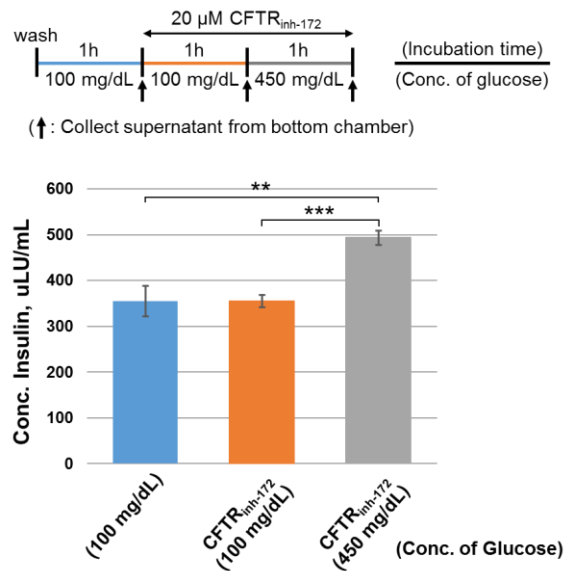 20 µM CFTRinh-172
wash
1h 1h 1h (Incubation time)
100 mg/dL 100 mg/dL 450 mg/dL (Conc. of glucose)
(↑: Collect supernatant from bottom chamber)
600
500
400
300
200
100
0
**
***
Conc. Insulin, uLU/mL
(100 mg/dL)
CFTRinh-172
(100 mg/dL)
CFTRinh-172
(450 mg/dL)
(Conc. of Glucose)